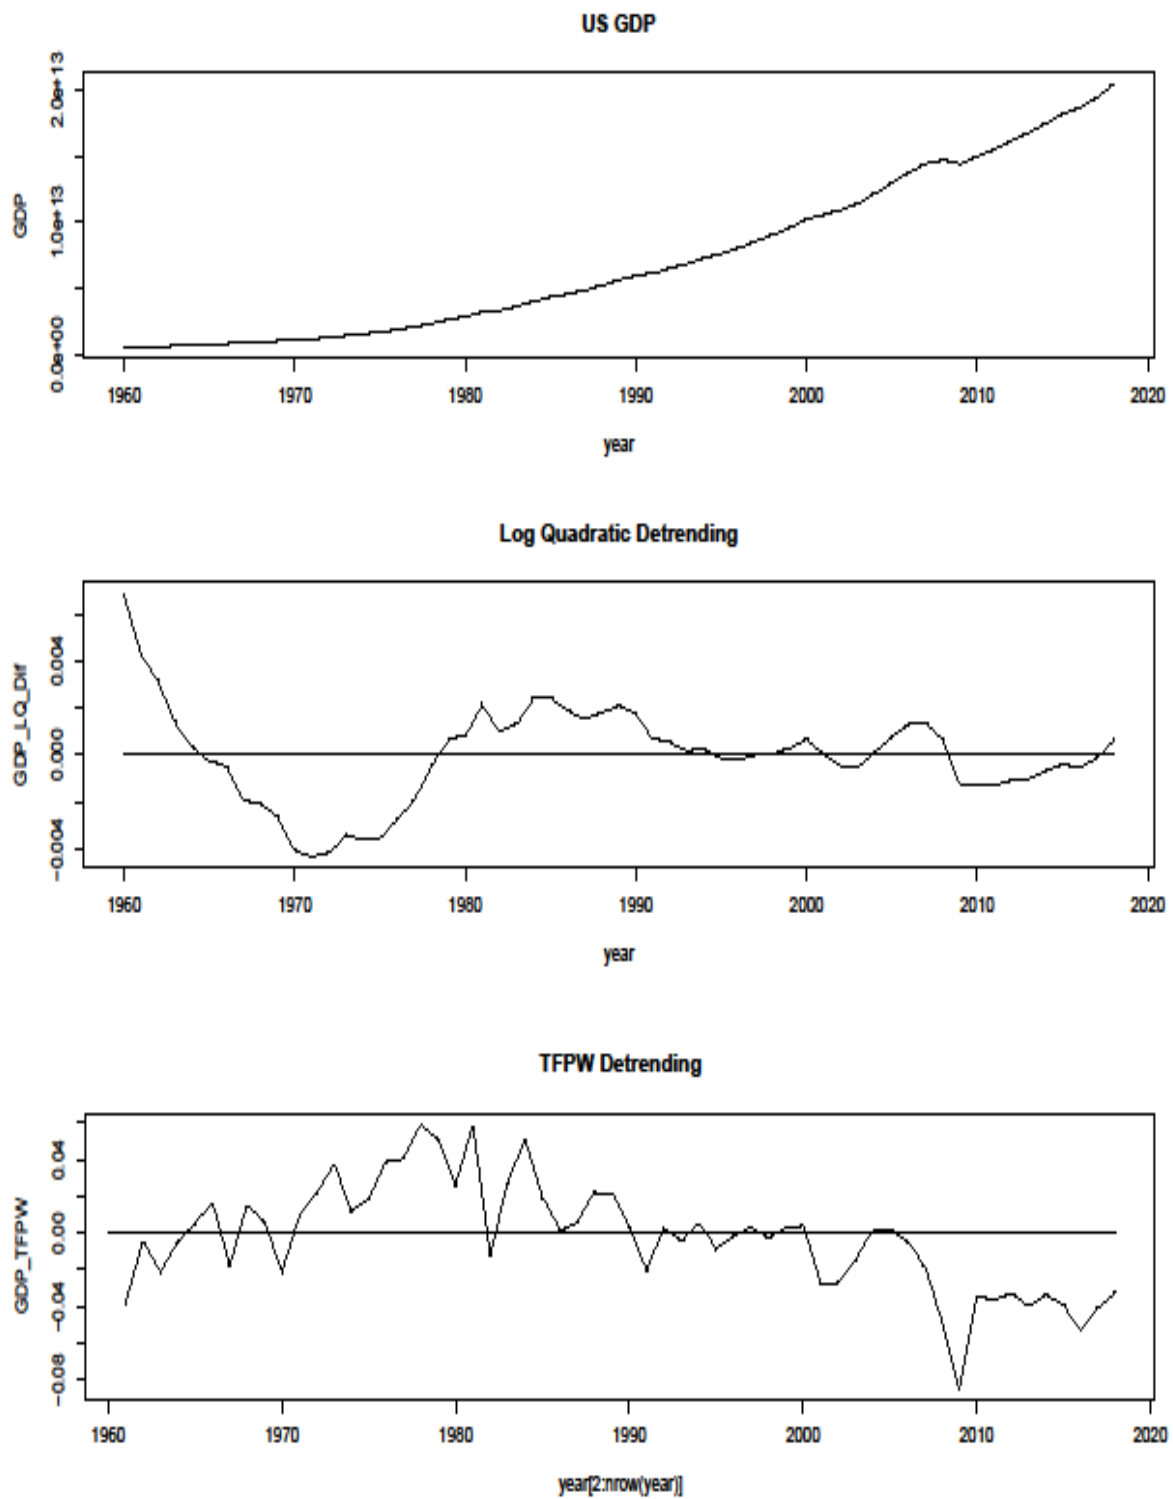 US GDP
GDP
2.0e+13
1.0e+13
0.0e+00
1960 1970 1980 1990 2000 2010 2020
year
Log Quadratic Detrending
GDP_LQ_Dif
0.004
0.000
-0.004
1960 1970 1980 1990 2000 2010 2020
year
TFPW Detrending
GDP_TFPW
0.04
0.00
-0.04
-0.08
1960 1970 1980 1990 2000 2010 2020
year[2:nrow(year)]